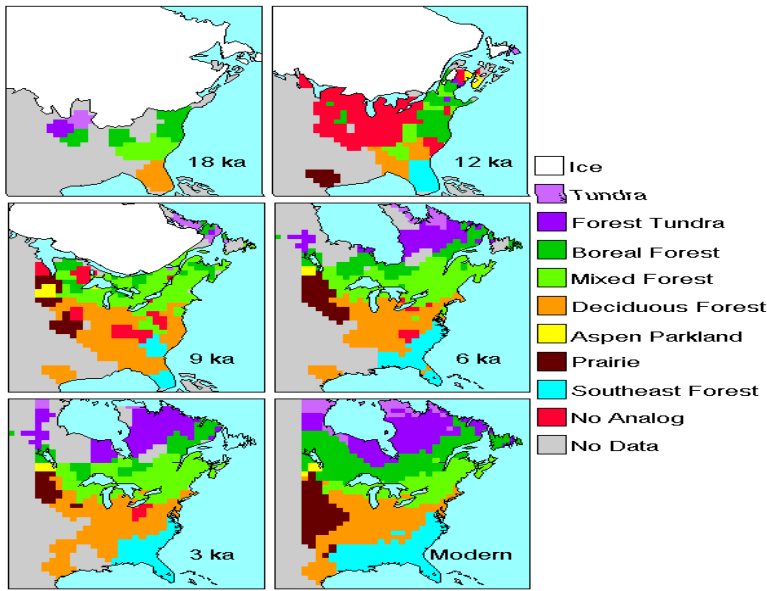 18 ka
12 ka
9 ka
6 ka
3 ka
Modern
Ice
Tundra
Forest Tundra
Boreal Forest
Mixed Forest
Deciduous Forest
Aspen Parkland
Prairie
Southeast Forest
No Analog
No Data